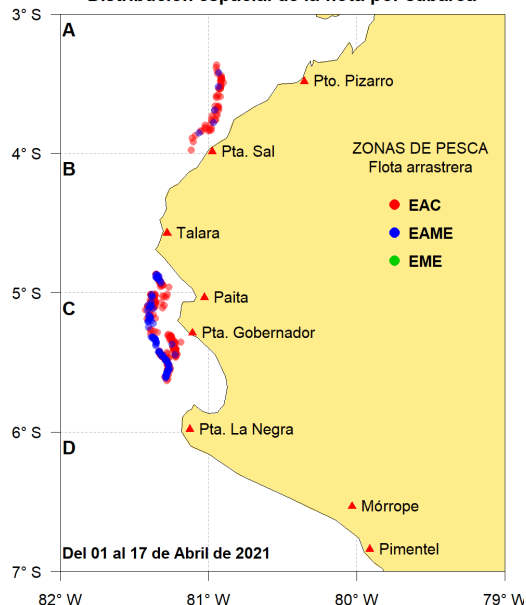 Distribución espacial de la flota por subárea
3° S
A
Pto. Pizarro
ZONAS DE PESCA
Flota arrastrera
4° S
Pta. Sal
B
EAC
Talara
EAME
EME
5° S
Paita
C
Pta. Gobernador
6° S
Pta. La Negra
D
Mórrope
Del 01 al 17 de Abril de 2021
Pimentel
7° S
82° W 81° W 80° W 79° W